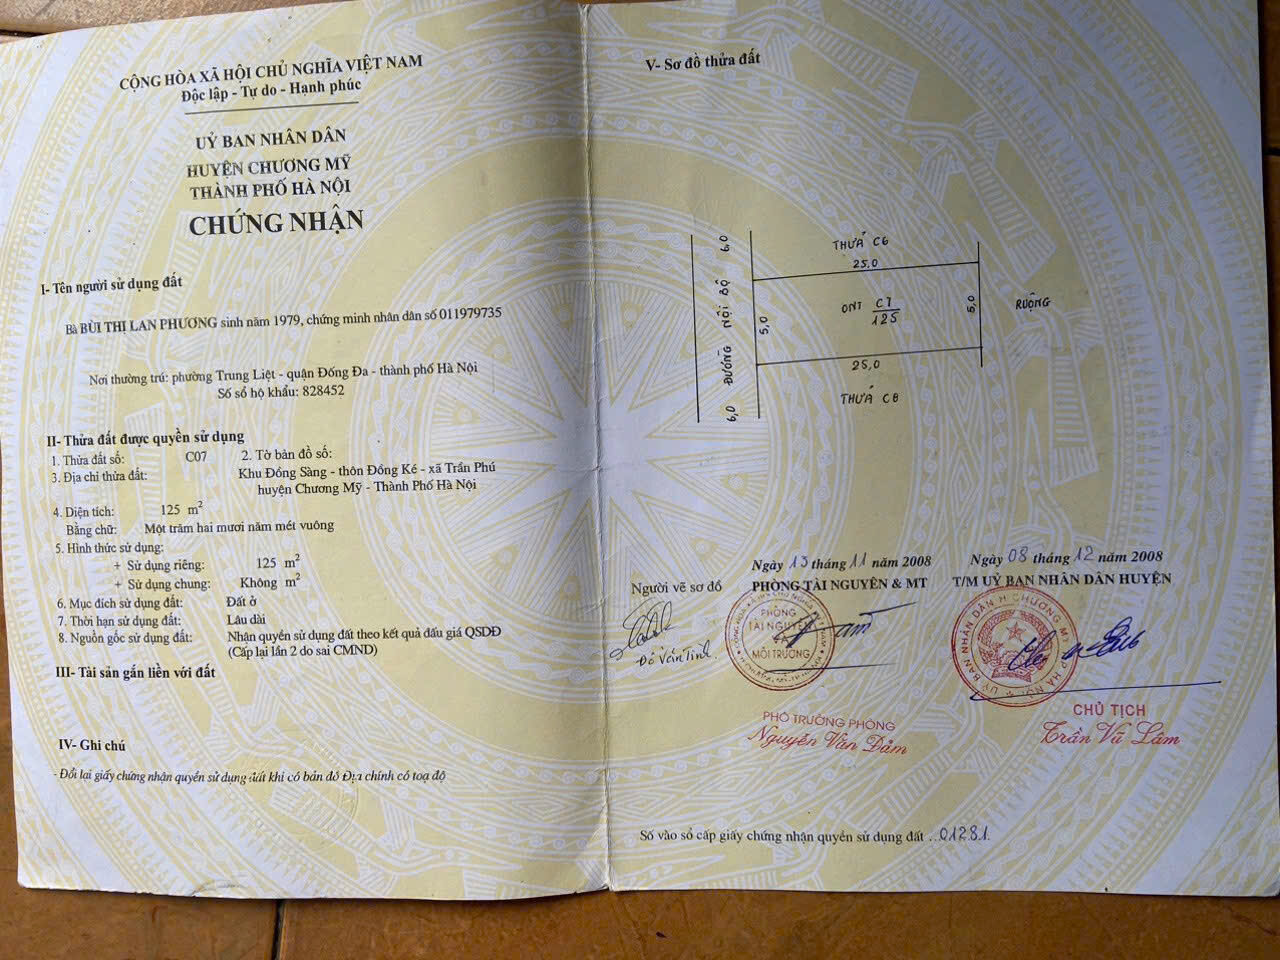 CỘNG HÒA XÃ HỘI CHỦ NGHĨA VIỆT NAM
Độc lập - Tự do - Hạnh phúc
UỶ BAN NHÂN DÂN
HUYỆN CHƯƠNG MỸ
THÀNH PHỐ HÀ NỘI
CHỨNG NHẬN
I- Tên người sử dụng đất
Bà BÙI THI LAN PHƯƠNG sinh năm 1979, chứng minh nhân dân số 011979735
Nơi thường trú: phường Trung Liệt - quận Đống Đa - thành phố Hà Nội
Số sổ hộ khẩu: 828452
II- Thửa đất được quyền sử dụng
1. Thửa đất số: C07 2. Tờ bản đồ số:
3. Địa chỉ thửa đất: Khu Đồng Sàng - thôn Đồng Ké - xã Trần Phú
huyện Chương Mỹ - Thành Phố Hà Nội
4. Diện tích: 125 m2
Bằng chữ: Một trăm hai mươi năm mét vuông
5. Hình thức sử dụng:
+ Sử dụng riêng: 125 m2
+ Sử dụng chung: Không m2
6. Mục đích sử dụng đất: Đất ở
7. Thời hạn sử dụng đất: Lâu dài
8. Nguồn gốc sử dụng đất: Nhận quyền sử dụng đất theo kết quả đấu giá QSDĐ
(Cấp lại lần 2 do sai CMND)
III- Tài sản gắn liền với đất
IV- Ghi chú
- Đổi lại giấy chứng nhận quyền sử dụng đất khi có bản đồ Địa chính có toạ độ
V- Sơ đồ thửa đất
THỬA C6
25.0
6,0 ĐƯỜNG NỘI BỘ 6,0
5,0
ONT C7
125
5,0
RUỘNG
25,0
THỬA C8
Ngày 13 tháng 11 năm 2008
Người vẽ sơ đồ PHÒNG TÀI NGUYÊN & MT
PHÒNG
TÀI NGUYÊN
VÀ
MÔI TRƯỜNG
Đỗ Văn Tình
PHÓ TRƯỞNG PHÒNG
Nguyễn Văn Đảm
Ngày 08 tháng 12 năm 2008
T/M UỶ BAN NHÂN DÂN HUYỆN
CHỦ TỊCH
Trần Vũ Lâm
Số vào sổ cấp giấy chứng nhận quyền sử dụng đất ..01281.